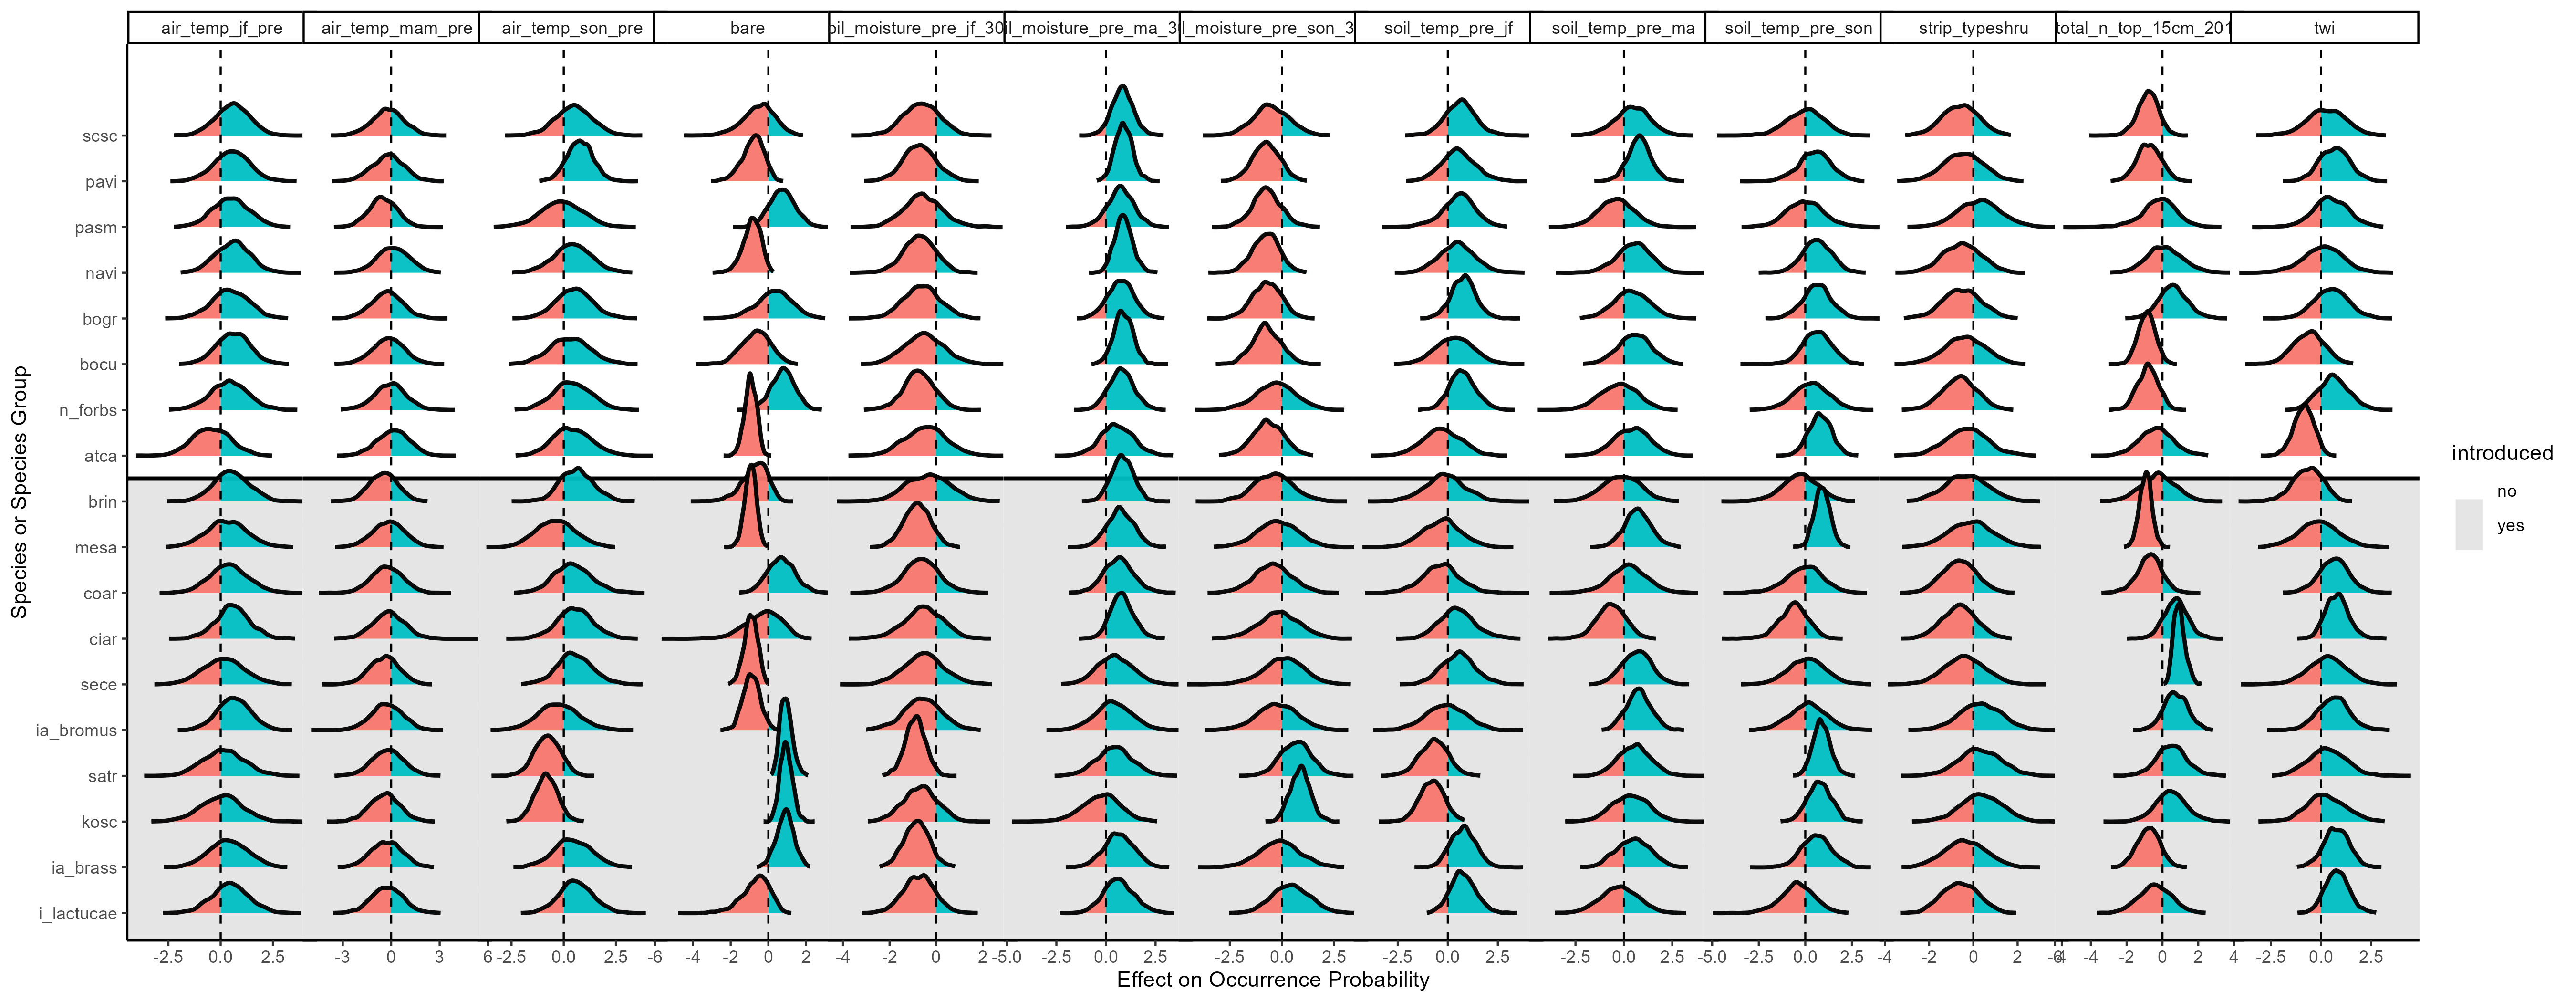 air_temp_jf_pre air_temp_mam_pre air_temp_son_pre bare oil_moisture_pre_jf_30 il_moisture_pre_ma_3 l_moisture_pre_son_3 soil_temp_pre_jf soil_temp_pre_ma soil_temp_pre_son strip_typeshru total_n_top_15cm_201 twi
Species or Species Group
scsc
pavi
pasm
navi
bogr
bocu
n_forbs
atca
brin
mesa
coar
ciar
sece
ia_bromus
satr
kosc
ia_brass
i_lactucae
introduced
no
yes
-2.5 0.0 2.5 -3 0 3 6 -2.5 0.0 2.5 -6 -4 -2 0 2 -4 -2 0 2 -5.0 -2.5 0.0 2.5 -2.5 0.0 2.5 -2.5 0.0 2.5 -2.5 0.0 2.5 -5.0 -2.5 0.0 2.5 -4 -2 0 2 -4 -2 0 2 4 -2.5 0.0 2.5
Effect on Occurrence Probability